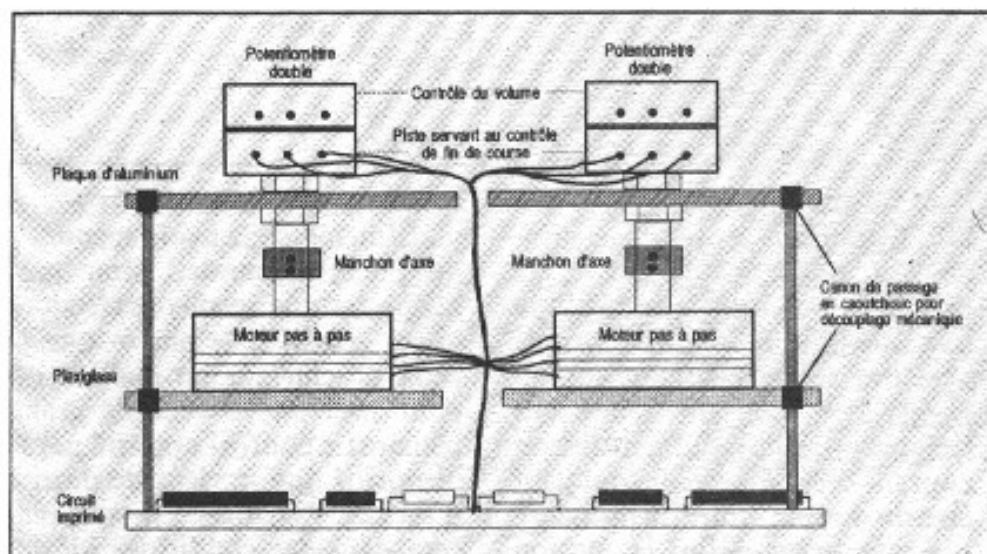 Potentiomètre
double
Potentiomètre
double
Contrôle du volume
Piste servant au contrôle
de fin de course
Plaque d'aluminium
Manchon d'axe
Manchon d'axe
Canon de passage
en caoutchouc pour
découplage mécanique
Moteur pas à pas
Moteur pas à pas
Plexiglass
Circuit
imprimé